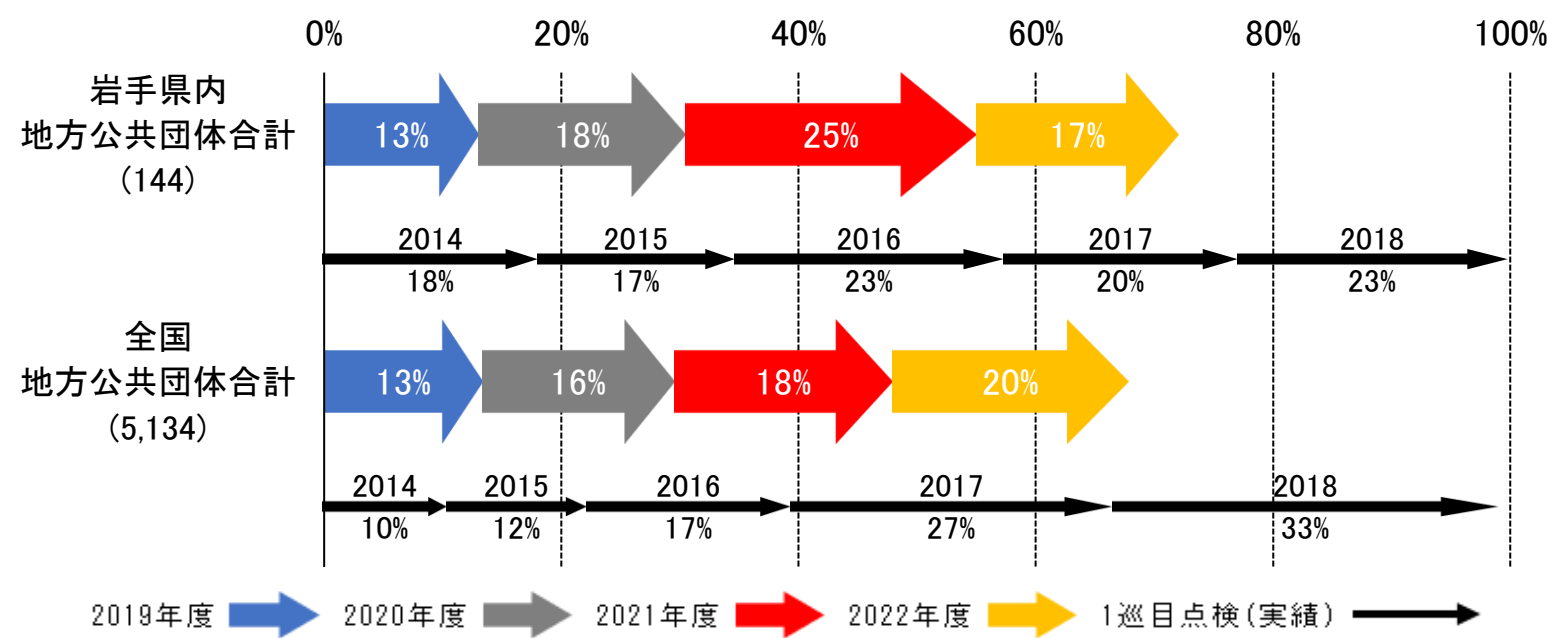 0% 20% 40% 60% 80% 100%
岩手県内
地方公共団体合計
(144)
13% 18% 25% 17%
2014 2015 2016 2017 2018
18% 17% 23% 20% 23%
全国
地方公共団体合計
(5,134)
13% 16% 18% 20%
2014 2015 2016 2017 2018
10% 12% 17% 27% 33%
2019年度 2020年度 2021年度 2022年度 1巡目点検(実績)